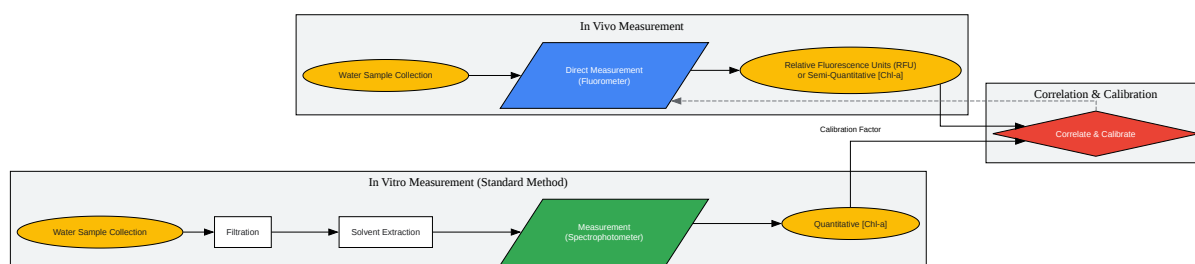 In Vivo Measurement
Water Sample Collection
Direct Measurement
(Fluorometer)
Relative Fluorescence Units (RFU)
or Semi-Quantitative [Chl-a]
Correlation & Calibration
Correlate & Calibrate
Calibration Factor
In Vitro Measurement (Standard Method)
Water Sample Collection
Filtration
Solvent Extraction
Measurement
(Spectrophotometer)
Quantitative [Chl-a]